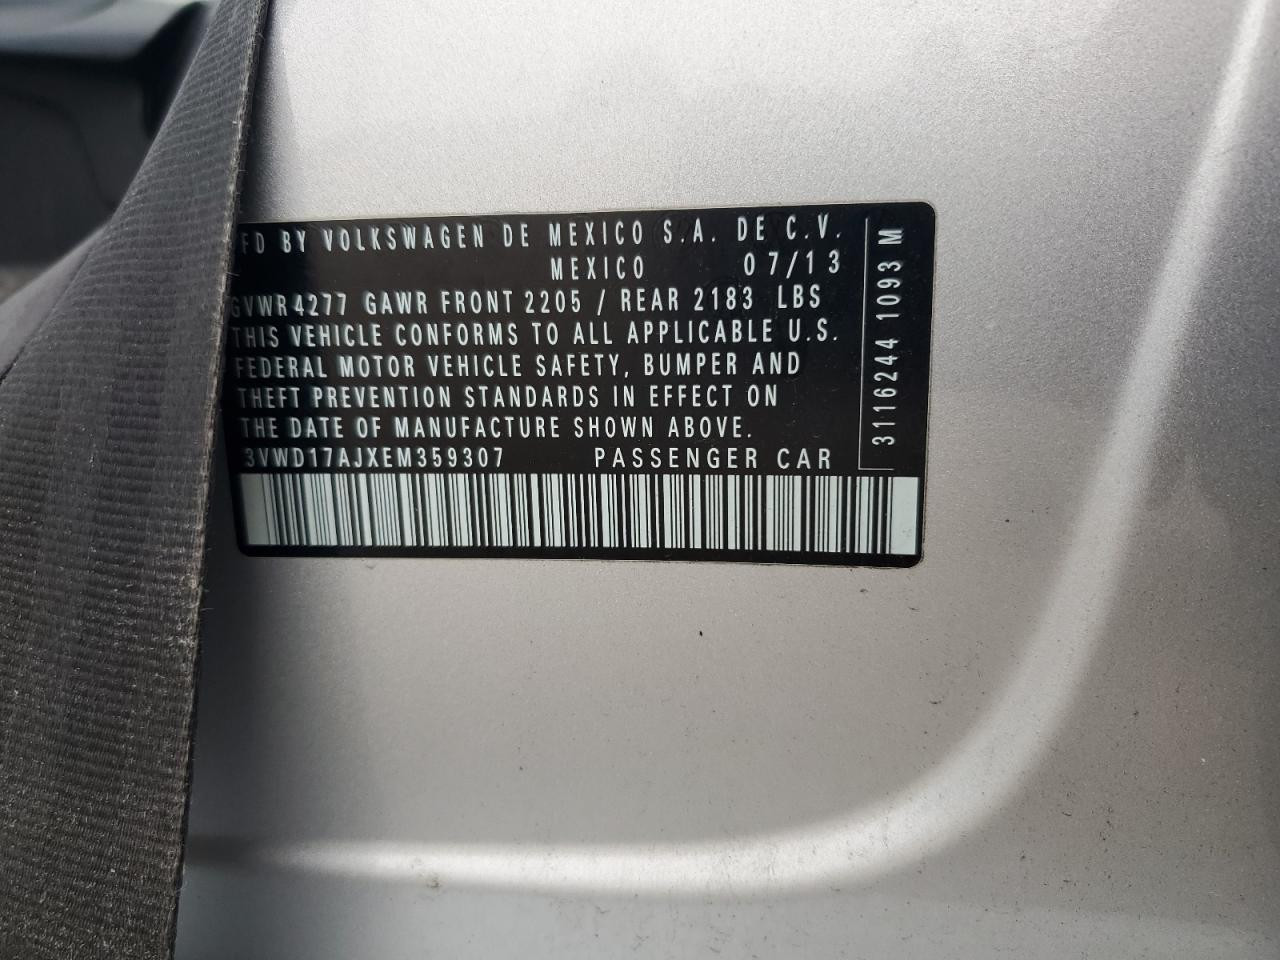 FD BY VOLKSWAGEN DE MEXICO S.A. DE C.V.
MEXICO 07/13
GVWR 4277 GAWR FRONT 2205 / REAR 2183 LBS
THIS VEHICLE CONFORMS TO ALL APPLICABLE U.S.
FEDERAL MOTOR VEHICLE SAFETY, BUMPER AND
THEFT PREVENTION STANDARDS IN EFFECT ON
THE DATE OF MANUFACTURE SHOWN ABOVE.
3VWD17AJXEM359307 PASSENGER CAR
3116244 1093 M